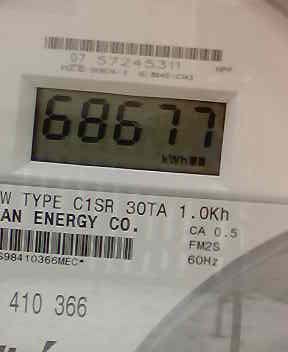 07 57245311
68677
kWh
W TYPE C1SR 30TA 1.0Kh
AN ENERGY CO.
CA 0.5
FM2S
S98410366MEC*
60Hz
410 366